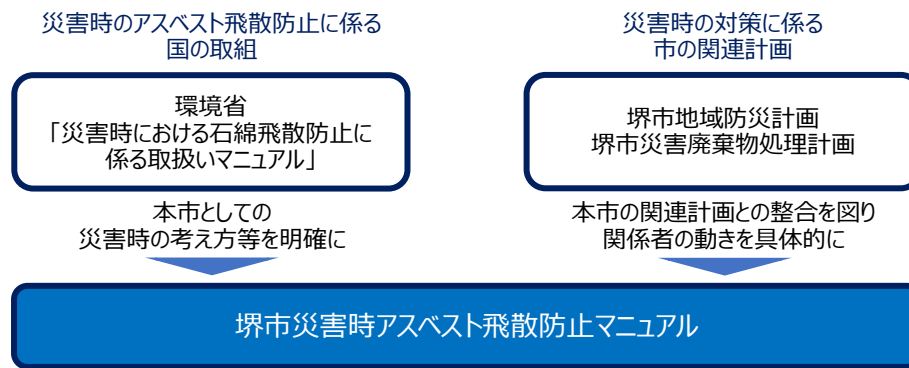 災害時のアスベスト飛散防止に係る
国の取組
環境省
「災害時における石綿飛散防止に
係る取扱いマニュアル」
本市としての
災害時の考え方等を明確に
災害時の対策に係る
市の関連計画
堺市地域防災計画
堺市災害廃棄物処理計画
本市の関連計画との整合を図り
関係者の動きを具体的に
堺市災害時アスベスト飛散防止マニュアル